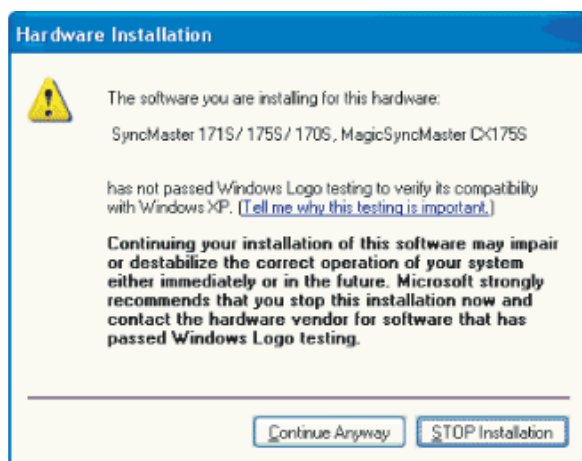 Hardware Installation
The software you are installing for this hardware:
SyncMaster 171S/ 175S/ 170S, MagicSyncMaster CX175S
has not passed Windows Logo testing to verify its compatibility
with Windows XP. (Tell me why this testing is important.)
Continuing your installation of this software may impair
or destabilize the correct operation of your system
either immediately or in the future. Microsoft strongly
recommends that you stop this installation now and
contact the hardware vendor for software that has
passed Windows Logo testing.
Continue Anyway
STOP Installation